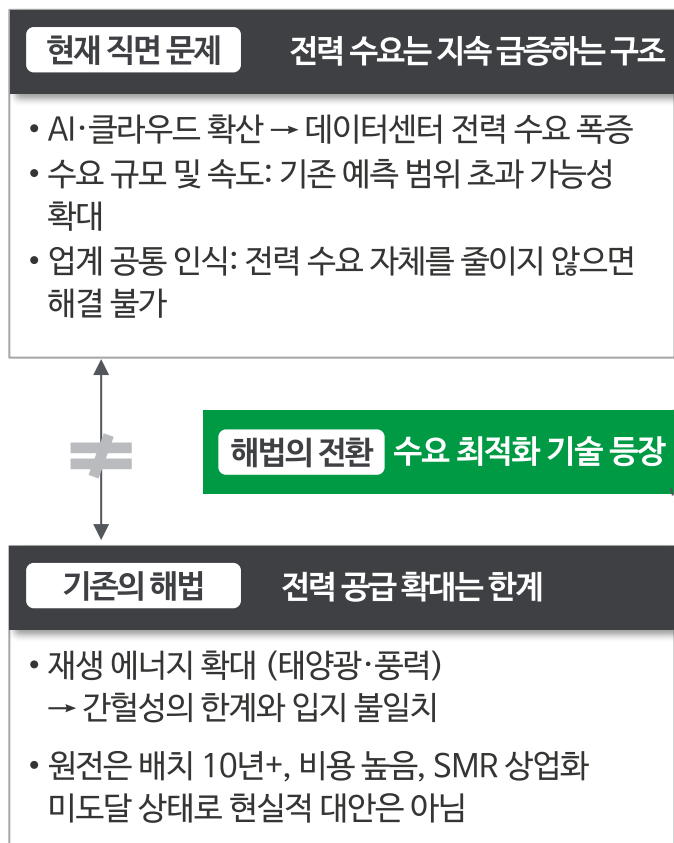 현재 직면 문제 전력 수요는 지속 급증하는 구조
• AI·클라우드 확산 → 데이터센터 전력 수요 폭증
• 수요 규모 및 속도: 기존 예측 범위 초과 가능성
확대
• 업계 공통 인식: 전력 수요 자체를 줄이지 않으면
해결 불가
≠
해법의 전환 수요 최적화 기술 등장
기존의 해법 전력 공급 확대는 한계
• 재생 에너지 확대 (태양광·풍력)
→ 간헐성의 한계와 입지 불일치
• 원전은 배치 10년+, 비용 높음, SMR 상업화
미도달 상태로 현실적 대안은 아님